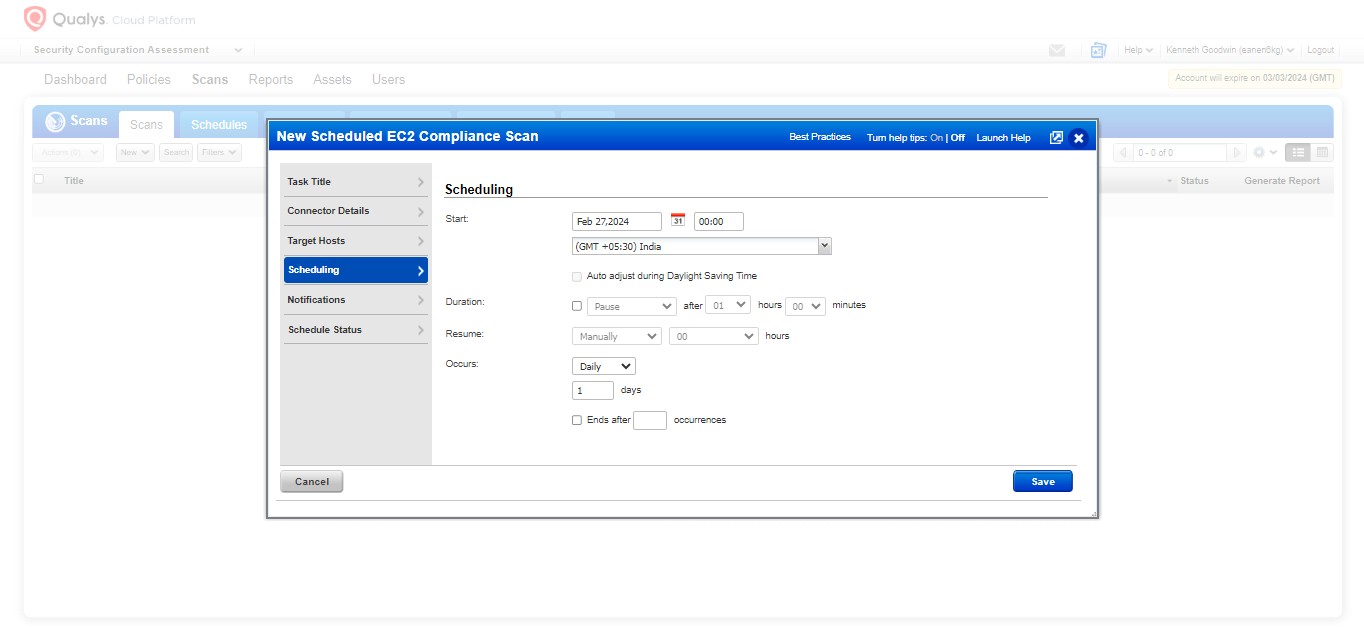 Qualys. Cloud Platform
Security Configuration Assessment
Help
Kenneth Goodwin (eanen5kg)
Logout
Dashboard Policies Scans Reports Assets Users
Account will expire on 03/03/2024 (GMT)
Scans
Scans
Schedules
Actions (0)
New
Search
Filters
0 - 0 of 0
Title
Status
Generate Report
New Scheduled EC2 Compliance Scan
Best Practices
Turn help tips: On | Off
Launch Help
Task Title
Connector Details
Target Hosts
Scheduling
Notifications
Schedule Status
Scheduling
Start:
Feb 27,2024
31
00:00
(GMT +05:30) India
Auto adjust during Daylight Saving Time
Duration:
Pause after 01 hours 00 minutes
Resume:
Manually 00 hours
Occurs:
Daily
1 days
Ends after occurrences
Cancel
Save